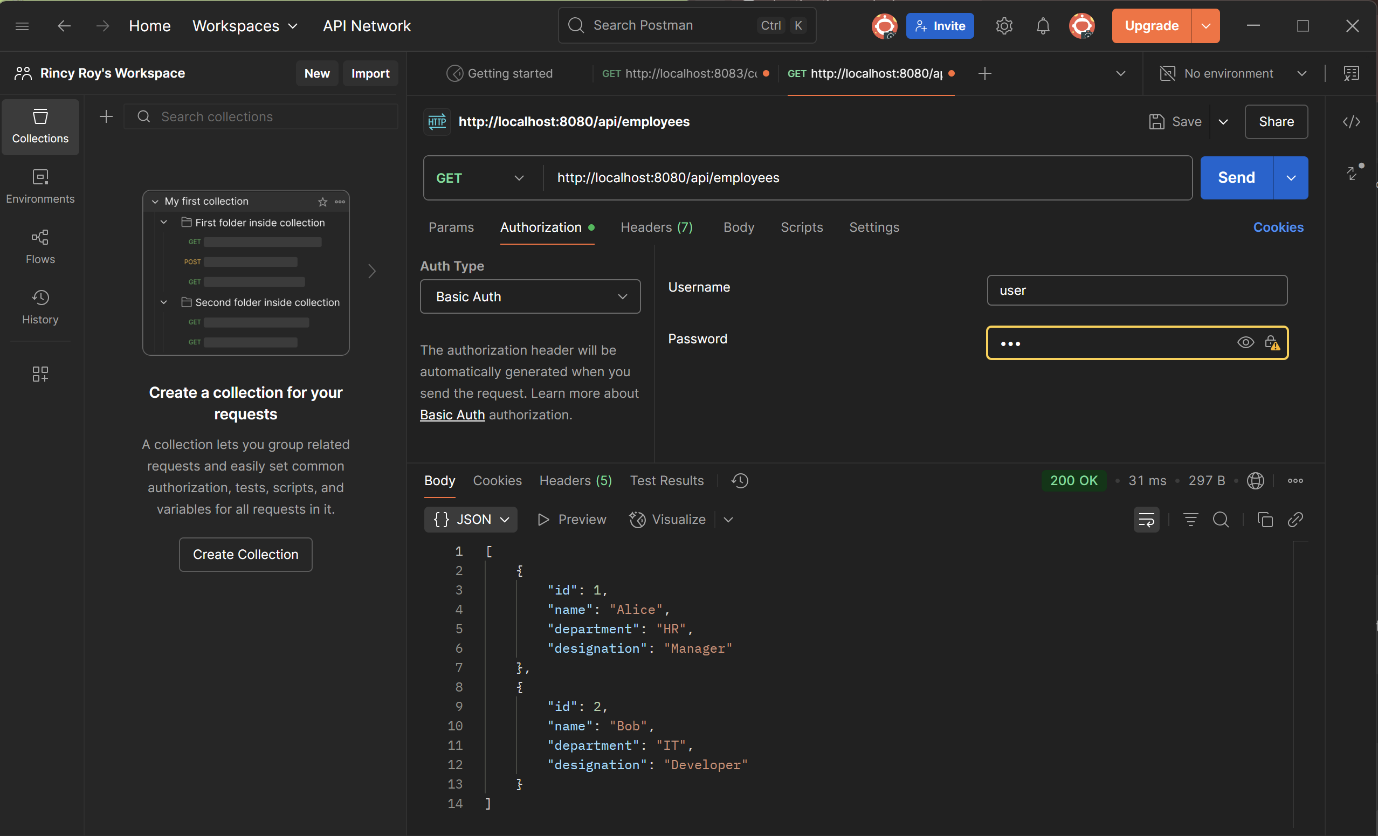 Home Workspaces API Network Search Postman Ctrl K Invite Upgrade
Rincy Roy's Workspace New Import
Getting started GET http://localhost:8083/c GET http://localhost:8080/a No environment
Collections
Environments
Flows
History
Search collections
My first collection
First folder inside collection
GET
POST
GET
Second folder inside collection
GET
GET
Create a collection for your
requests
A collection lets you group related
requests and easily set common
authorization, tests, scripts, and
variables for all requests in it.
Create Collection
HTTP http://localhost:8080/api/employees Save Share
GET http://localhost:8080/api/employees Send
Params Authorization Headers (7) Body Scripts Settings Cookies
Auth Type
Basic Auth
The authorization header will be
automatically generated when you
send the request. Learn more about
Basic Auth authorization.
Username user
Password •••
Body Cookies Headers (5) Test Results 200 OK • 31 ms • 297 B
{} JSON Preview Visualize
1 [
2 {
3 "id": 1,
4 "name": "Alice",
5 "department": "HR",
6 "designation": "Manager"
7 },
8 {
9 "id": 2,
10 "name": "Bob",
11 "department": "IT",
12 "designation": "Developer"
13 }
14 ]